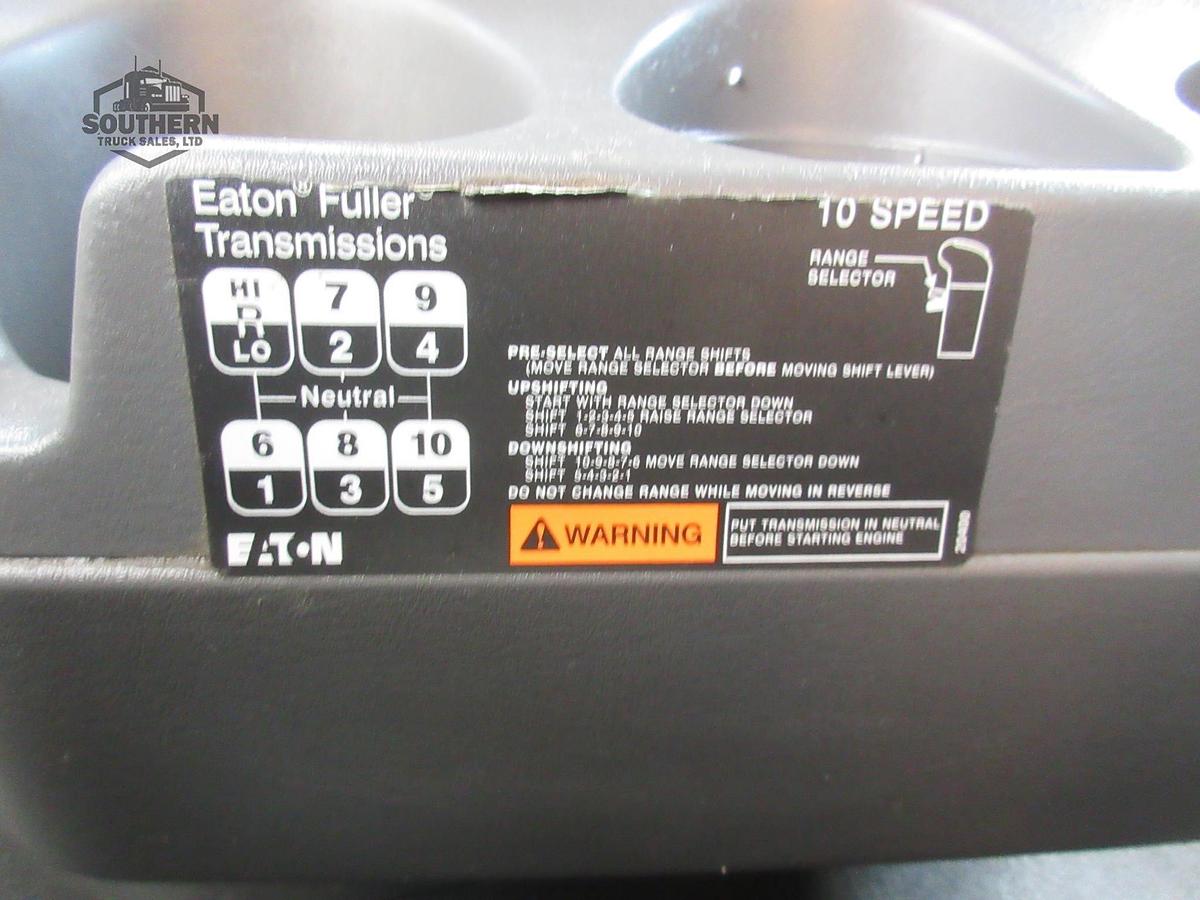 SOUTHERN
TRUCK SALES, LTD
Eaton® Fuller®
Transmissions
10 SPEED
RANGE
SELECTOR
HI 7 9
R
LO 2 4
Neutral
6 8 10
1 3 5
EATON
PRE-SELECT ALL RANGE SHIFTS
(MOVE RANGE SELECTOR BEFORE MOVING SHIFT LEVER)
UPSHIFTING
START WITH RANGE SELECTOR DOWN
SHIFT 1-2-3-4-5 RAISE RANGE SELECTOR
SHIFT 6-7-8-9-10
DOWNSHIFTING
SHIFT 10-9-8-7-6 MOVE RANGE SELECTOR DOWN
SHIFT 5-4-3-2-1
DO NOT CHANGE RANGE WHILE MOVING IN REVERSE
WARNING
PUT TRANSMISSION IN NEUTRAL
BEFORE STARTING ENGINE